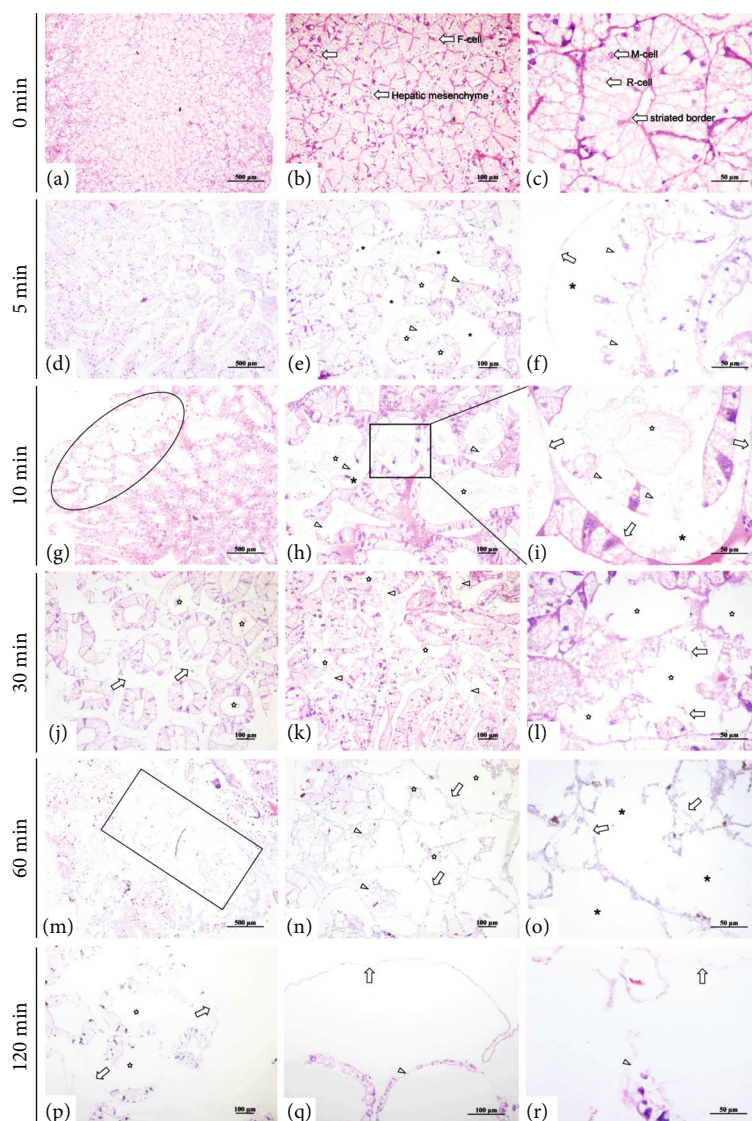 0 min
F-cell
Hepatic mesenchyme
M-cell
R-cell
striated border
(a)
500 μm
(b)
100 μm
(c)
50 μm
5 min
(d)
500 μm
(e)
100 μm
(f)
50 μm
10 min
(g)
500 μm
(h)
100 μm
(i)
50 μm
30 min
(j)
100 μm
(k)
100 μm
(l)
50 μm
60 min
(m)
500 μm
(n)
100 μm
(o)
50 μm
120 min
(p)
100 μm
(q)
100 μm
(r)
50 μm